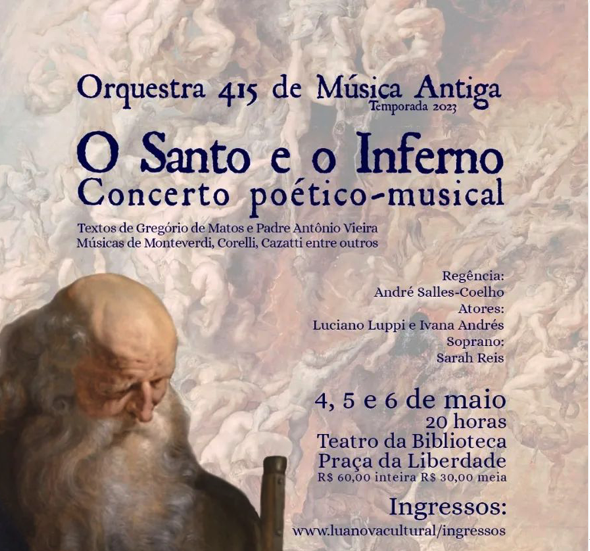 Orquestra 415 de Música Antiga
Temporada 2023
O Santo e o Inferno
Concerto poético-musical
Textos de Gregório de Matos e Padre Antônio Vieira
Músicas de Monteverdi, Corelli, Cazatti entre outros
Regência:
André Salles-Coelho
Atores:
Luciano Luppi e Ivana Andrés
Soprano:
Sarah Reis
4, 5 e 6 de maio
20 horas
Teatro da Biblioteca
Praça da Liberdade
R$ 60,00 inteira R$ 30,00 meia
Ingressos:
www.luanovacultural/ingressos